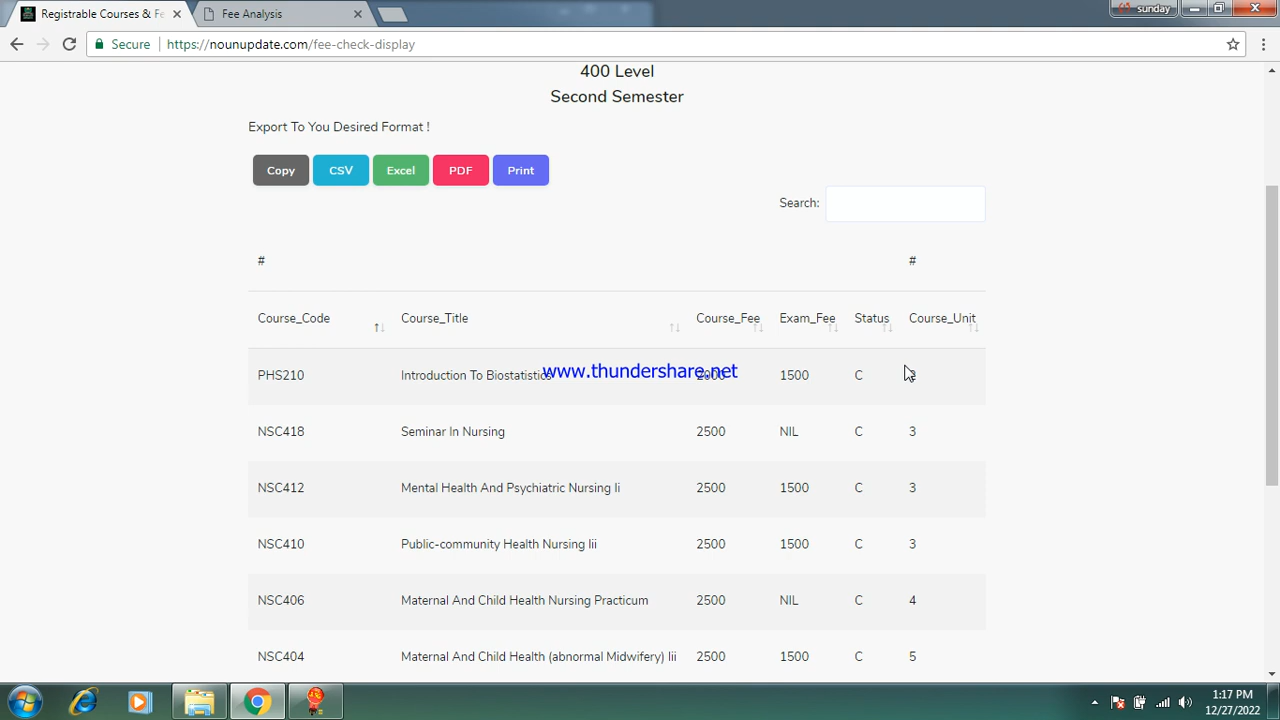 Registrable Courses & Fe
Fee Analysis
sunday
Secure
https://nounupdate.com/fee-check-display
400 Level
Second Semester
Export To You Desired Format !
Copy CSV Excel PDF Print
Search:
# #
Course_Code Course_Title Course_Fee Exam_Fee Status Course_Unit
PHS210 Introduction To Biostatistics 2000 1500 C
www.thundershare.net
NSC418 Seminar In Nursing 2500 NIL C 3
NSC412 Mental Health And Psychiatric Nursing Ii 2500 1500 C 3
NSC410 Public-community Health Nursing Iii 2500 1500 C 3
NSC406 Maternal And Child Health Nursing Practicum 2500 NIL C 4
NSC404 Maternal And Child Health (abnormal Midwifery) Iii 2500 1500 C 5
1:17 PM
12/27/2022